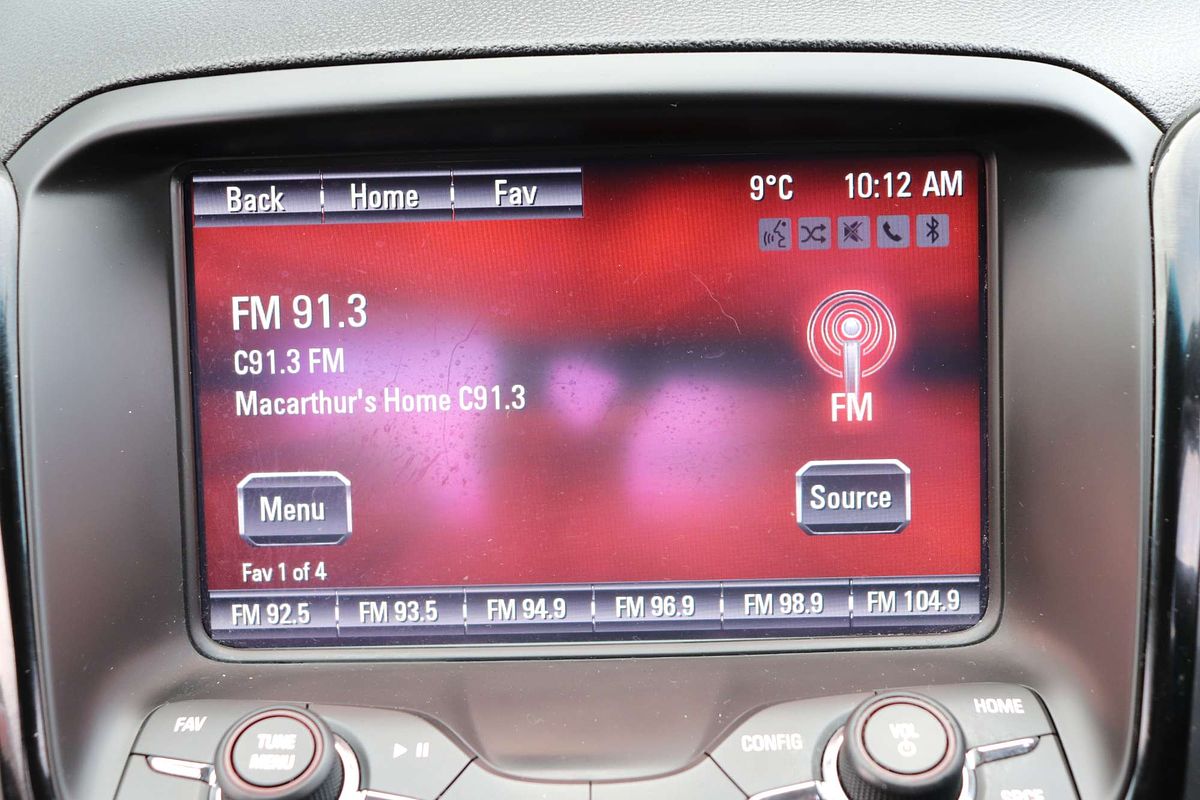 Back Home Fav 9°C 10:12 AM
FM 91.3
C91.3 FM
Macarthur's Home C91.3
FM
Menu
Source
Fav 1 of 4
FM 92.5 FM 93.5 FM 94.9 FM 96.9 FM 98.9 FM 104.9
FAV
TUNE
MENU
CONFIG
VOL
HOME
SRCE